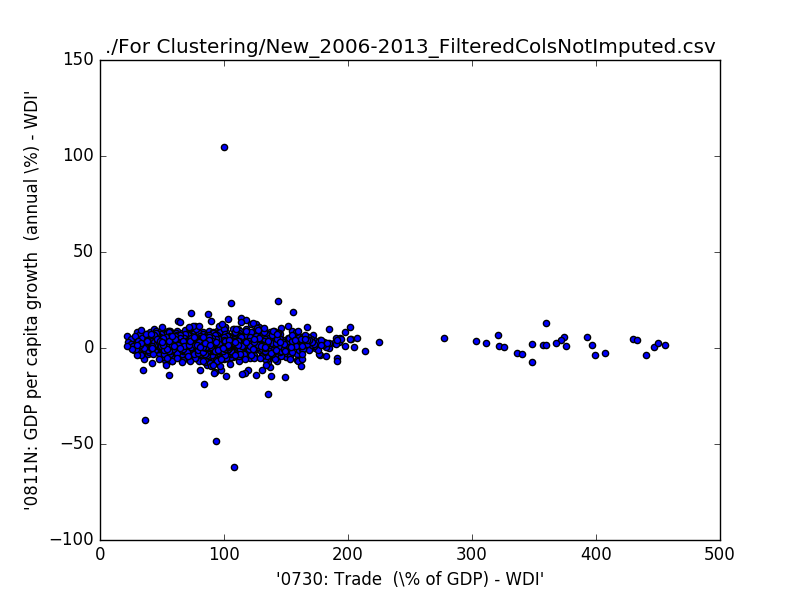 ./For Clustering/New_2006-2013_FilteredColsNotImputed.csv
150
100
50
0
−50
−100
'0811N: GDP per capita growth  (annual \%) - WDI'
0 100 200 300 400 500
'0730: Trade  (\% of GDP) - WDI'